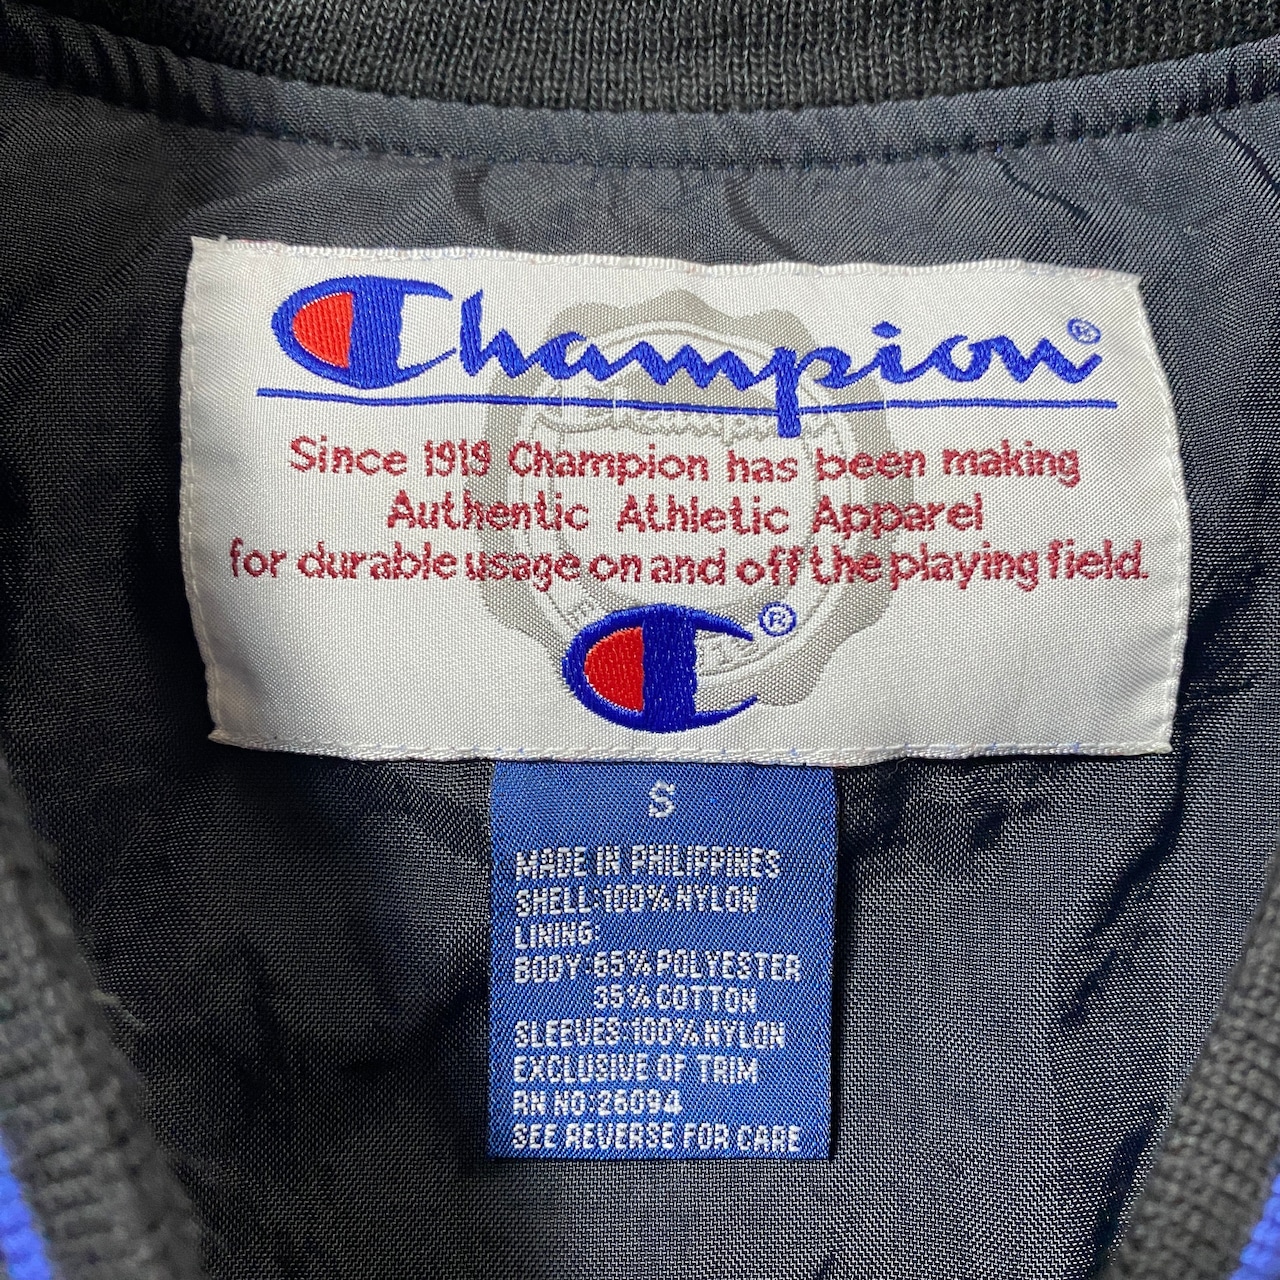 Champion®
Since 1919 Champion has been making
Authentic Athletic Apparel
for durable usage on and off the playing field.
®
S
MADE IN PHILIPPINES
SHELL:100% NYLON
LINING:
BODY:65% POLYESTER
35% COTTON
SLEEVES:100% NYLON
EXCLUSIVE OF TRIM
RN NO:26094
SEE REVERSE FOR CARE